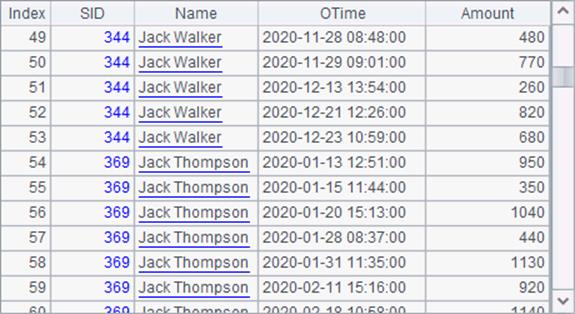 Index SID Name OTime Amount
49 344 Jack Walker 2020-11-28 08:48:00 480
50 344 Jack Walker 2020-11-29 09:01:00 770
51 344 Jack Walker 2020-12-13 13:54:00 260
52 344 Jack Walker 2020-12-21 12:26:00 820
53 344 Jack Walker 2020-12-23 10:59:00 680
54 369 Jack Thompson 2020-01-13 12:51:00 950
55 369 Jack Thompson 2020-01-15 11:44:00 350
56 369 Jack Thompson 2020-01-20 15:13:00 1040
57 369 Jack Thompson 2020-01-28 08:37:00 440
58 369 Jack Thompson 2020-01-31 11:35:00 1130
59 369 Jack Thompson 2020-02-11 15:16:00 920
60 369 Jack Thompson 2020-02-18 10:58:00 1140